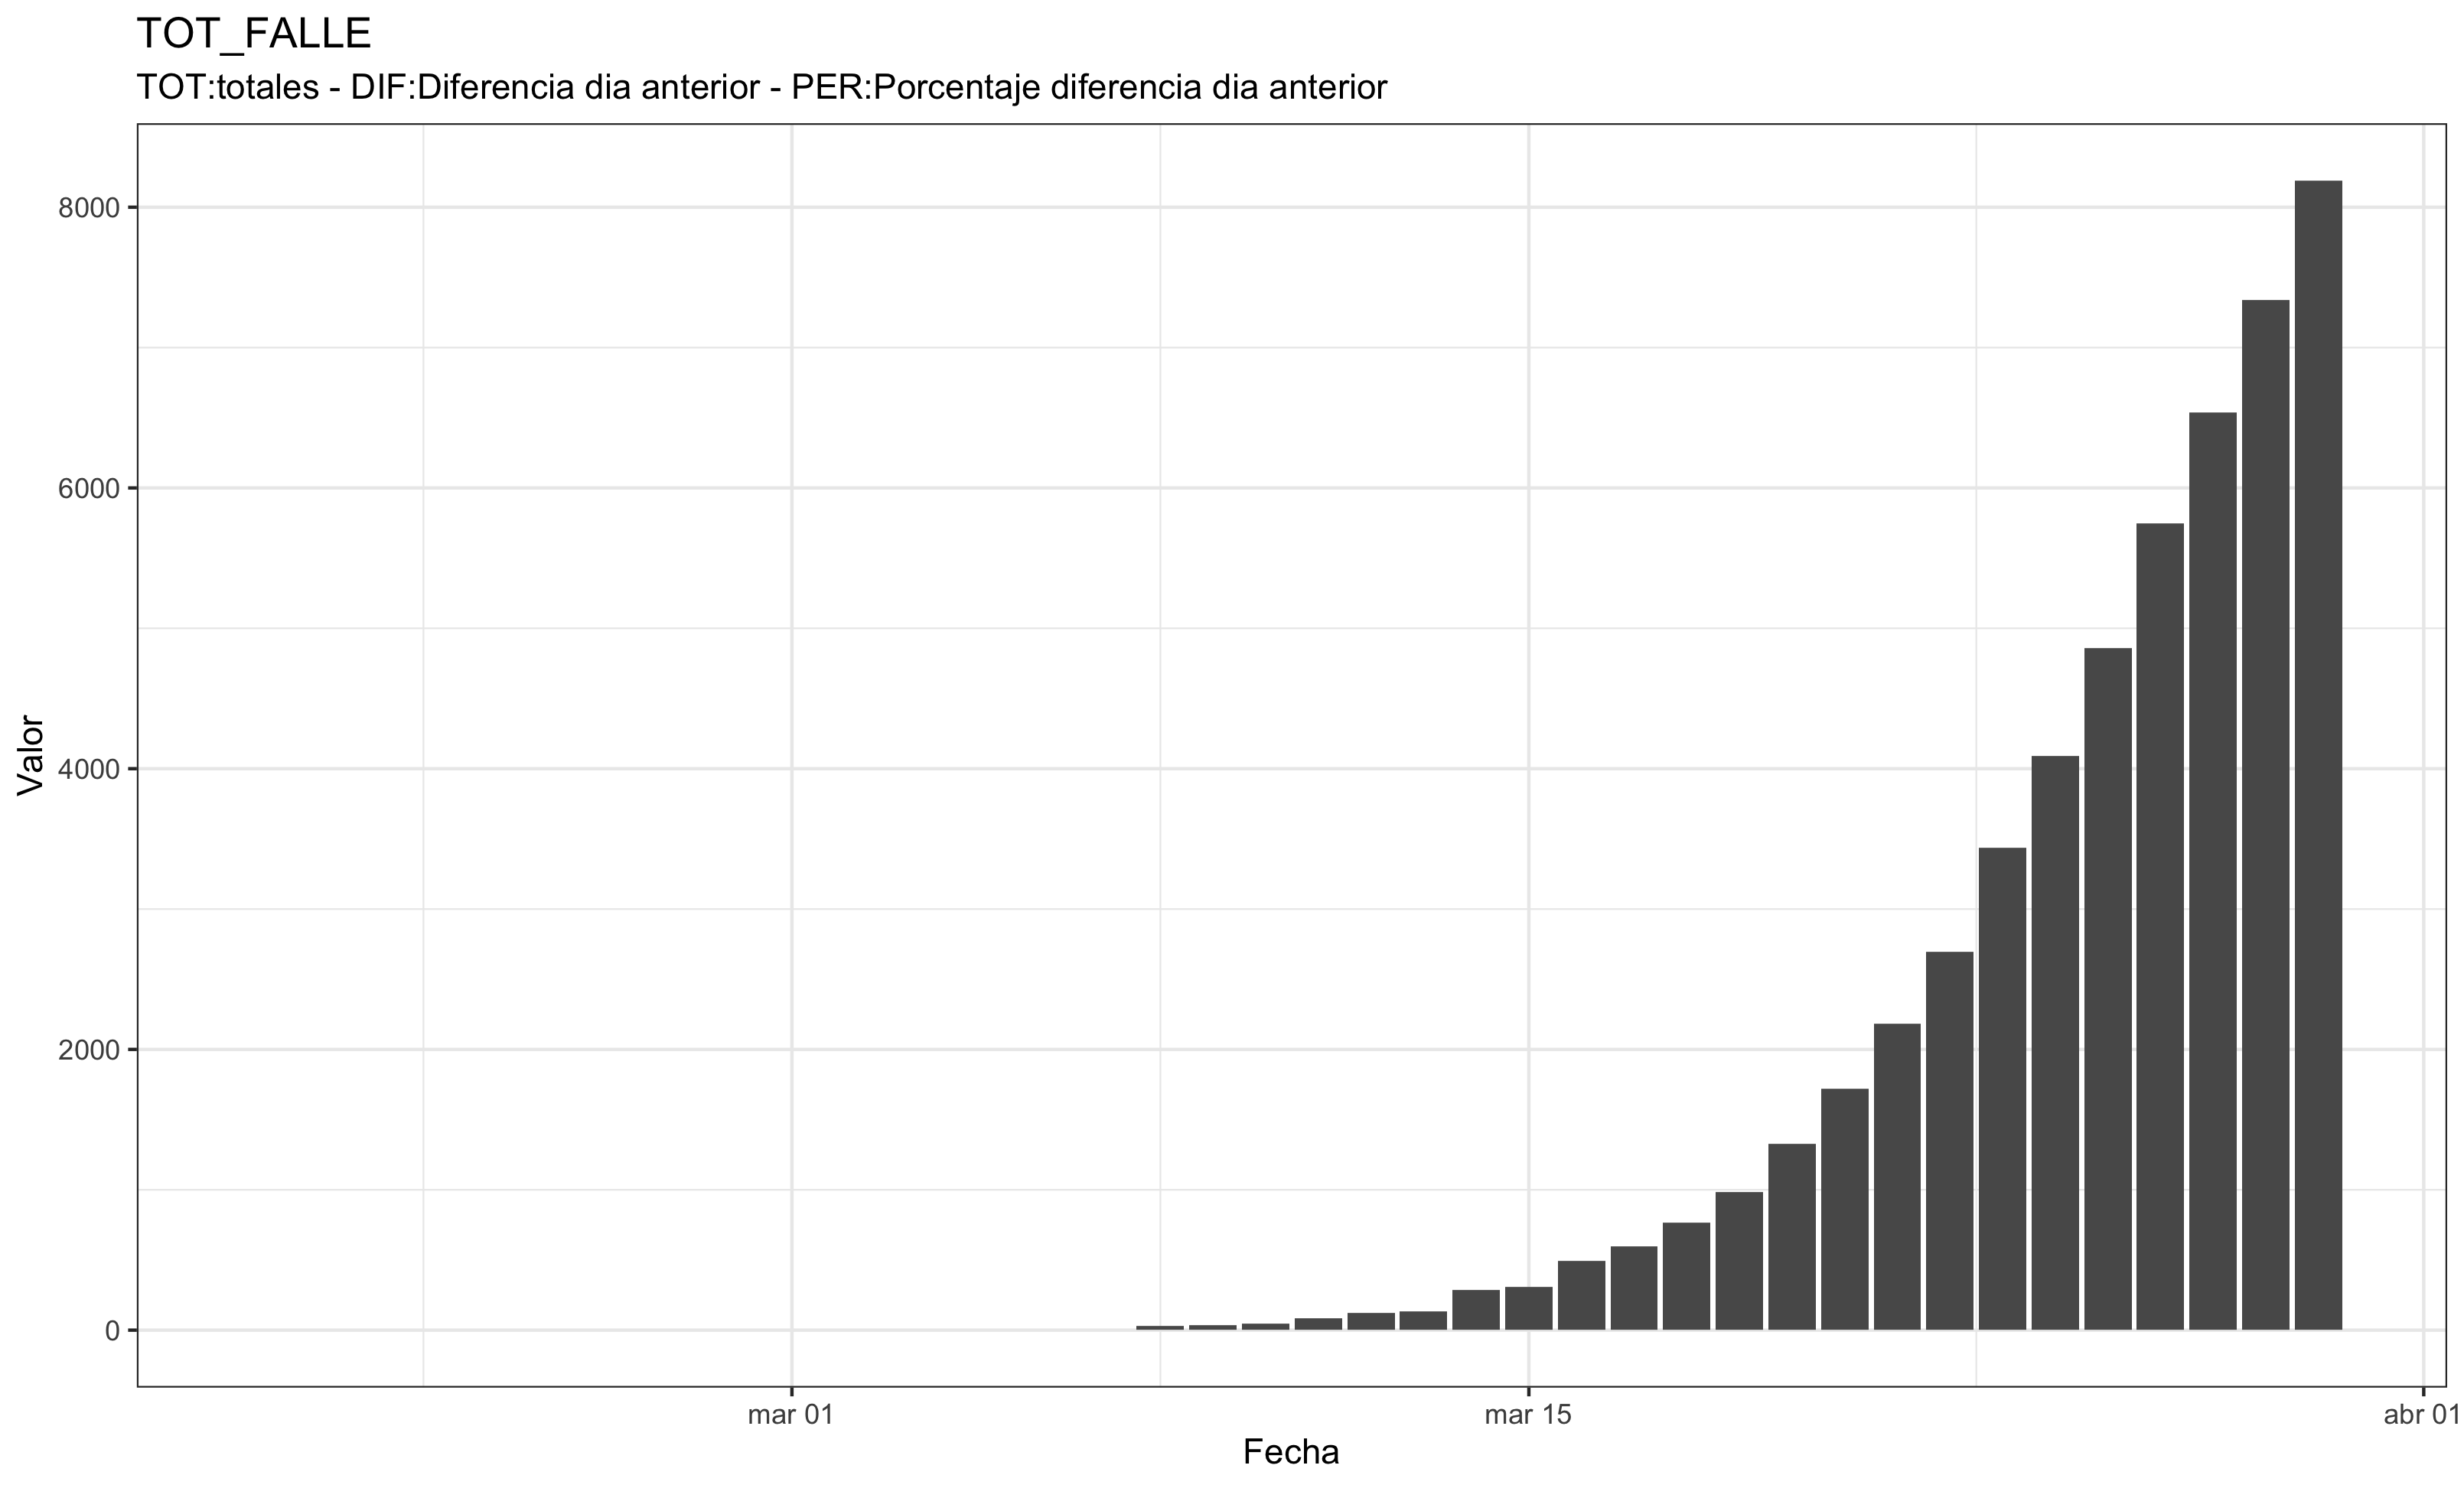 TOT_FALLE
TOT:totales - DIF:Diferencia dia anterior - PER:Porcentaje diferencia dia anterior
8000
6000
4000
2000
0
Valor
mar 01
mar 15
abr 01
Fecha